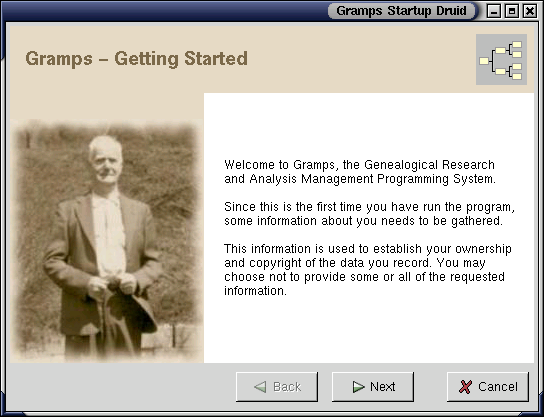 Gramps Startup Druid
Gramps – Getting Started
Welcome to Gramps, the Genealogical Research
and Analysis Management Programming System.
Since this is the first time you have run the program,
some information about you needs to be gathered.
This information is used to establish your ownership
and copyright of the data you record. You may
choose not to provide some or all of the requested
information.
Back
Next
Cancel